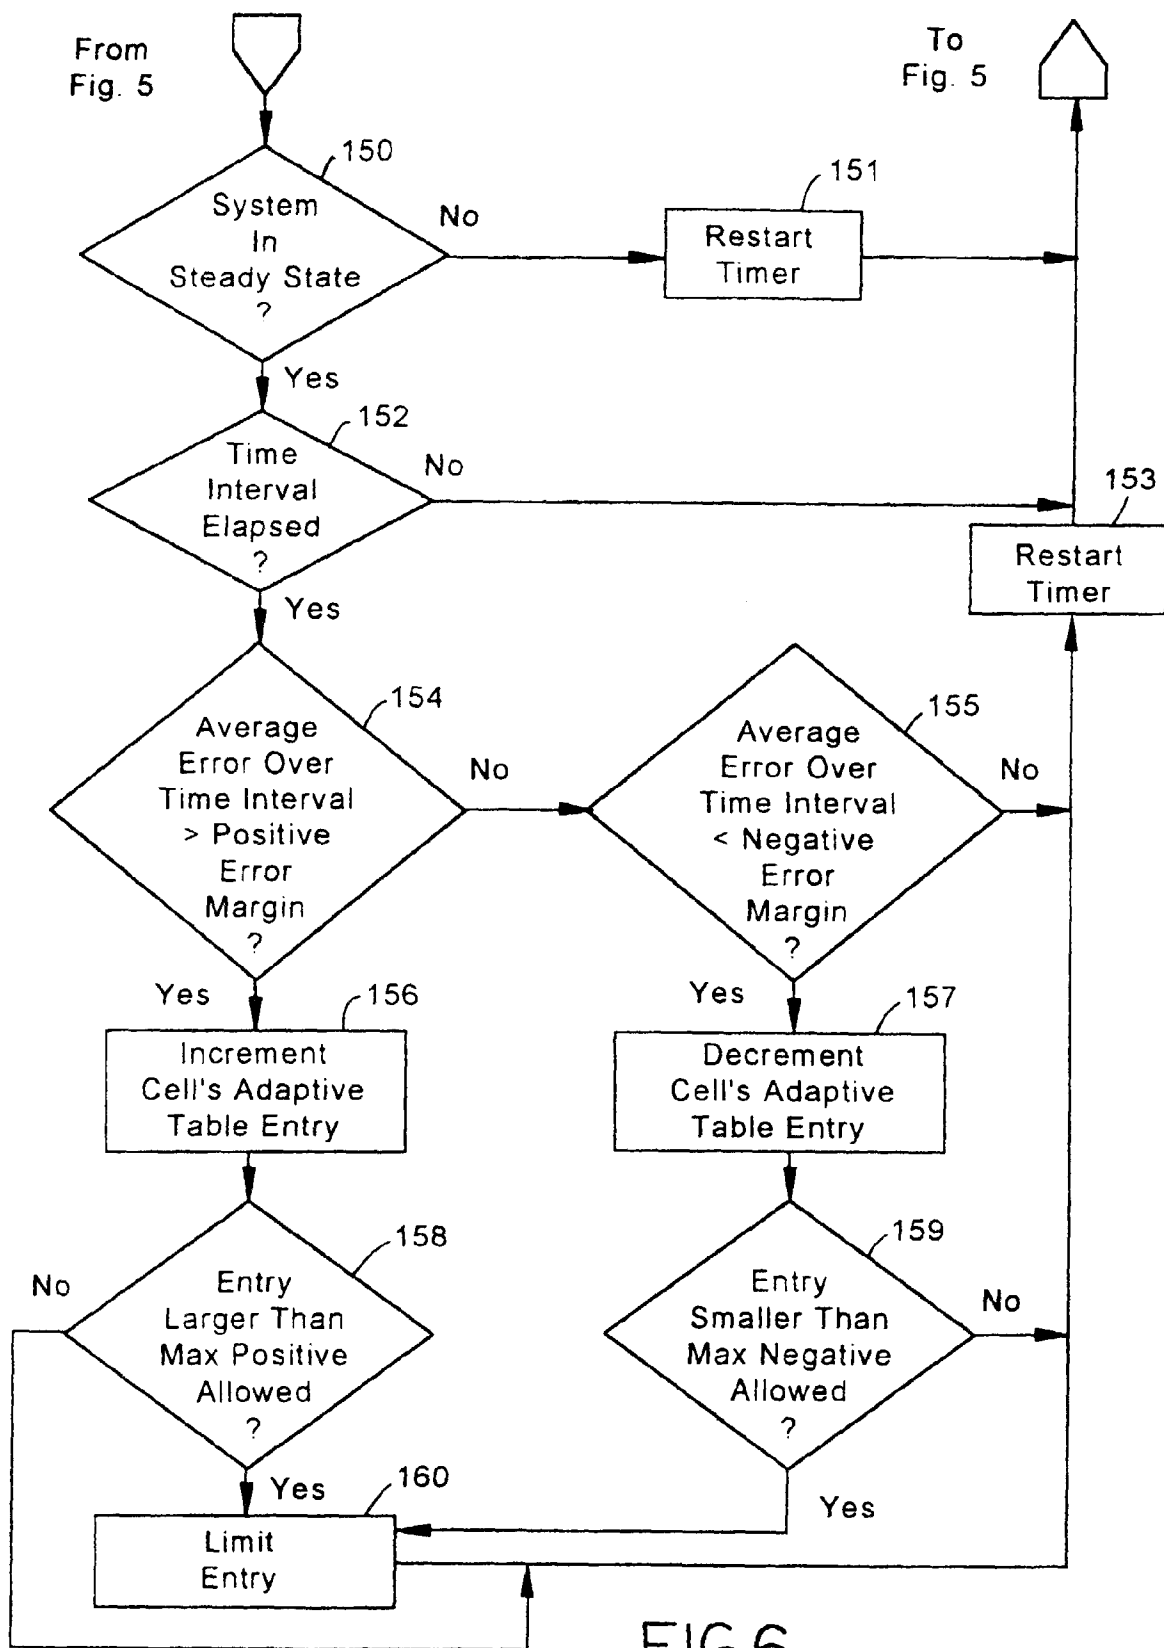 From
Fig. 5
To
Fig. 5
150
System
In
Steady State
?
No
151
Restart
Timer
Yes
152
Time
Interval
Elapsed
?
No
153
Restart
Timer
Yes
154
Average
Error Over
Time Interval
> Positive
Error
Margin
?
No
155
Average
Error Over
Time Interval
< Negative
Error
Margin
?
No
Yes
156
Increment
Cell's Adaptive
Table Entry
Yes
157
Decrement
Cell's Adaptive
Table Entry
158
Entry
Larger Than
Max Positive
Allowed
?
No
159
Entry
Smaller Than
Max Negative
Allowed
?
No
Yes
160
Limit
Entry
Yes
FIG.6